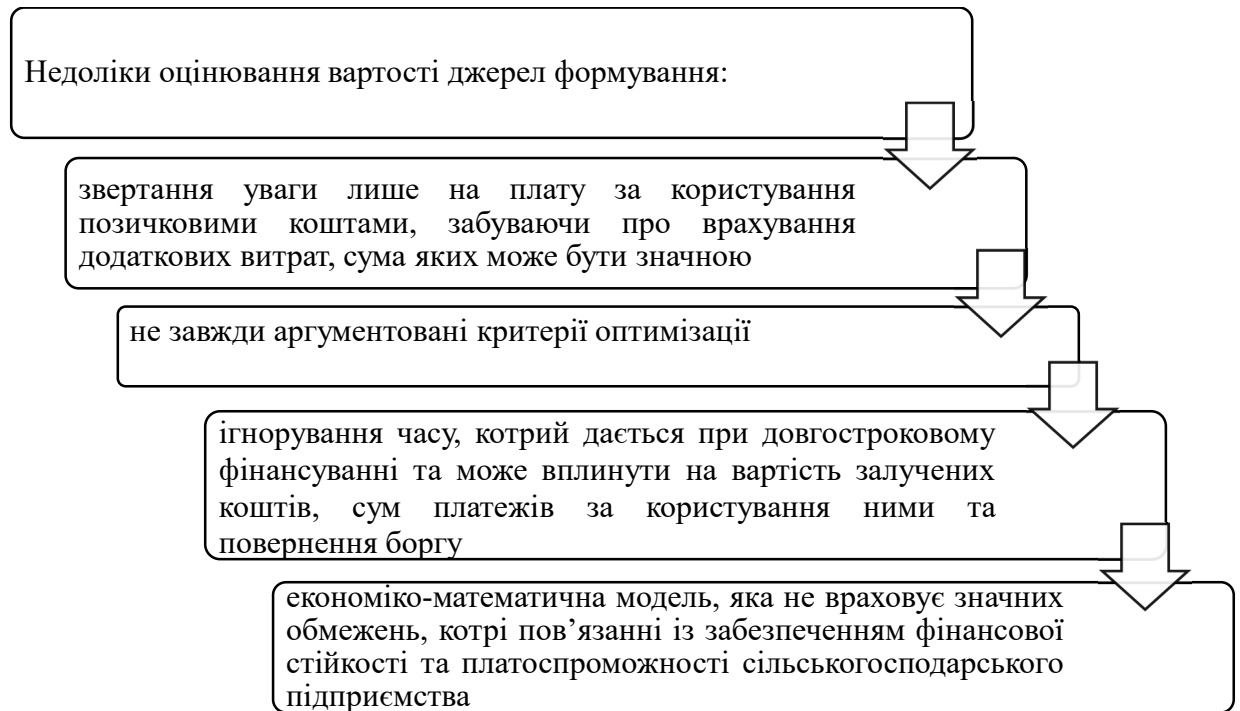 Недоліки оцінювання вартості джерел формування:
звертання уваги лише на плату за користування
позичковими коштами, забуваючи про врахування
додаткових витрат, сума яких може бути значною
не завжди аргументовані критерії оптимізації
ігнорування часу, котрий дається при довгостроковому
фінансуванні та може вплинути на вартість залучених
коштів, сум платежів за користування ними та
повернення боргу
економіко-математична модель, яка не враховує значних
обмежень, котрі пов’язанні із забезпеченням фінансової
стійкості та платоспроможності сільськогосподарського
підприємства